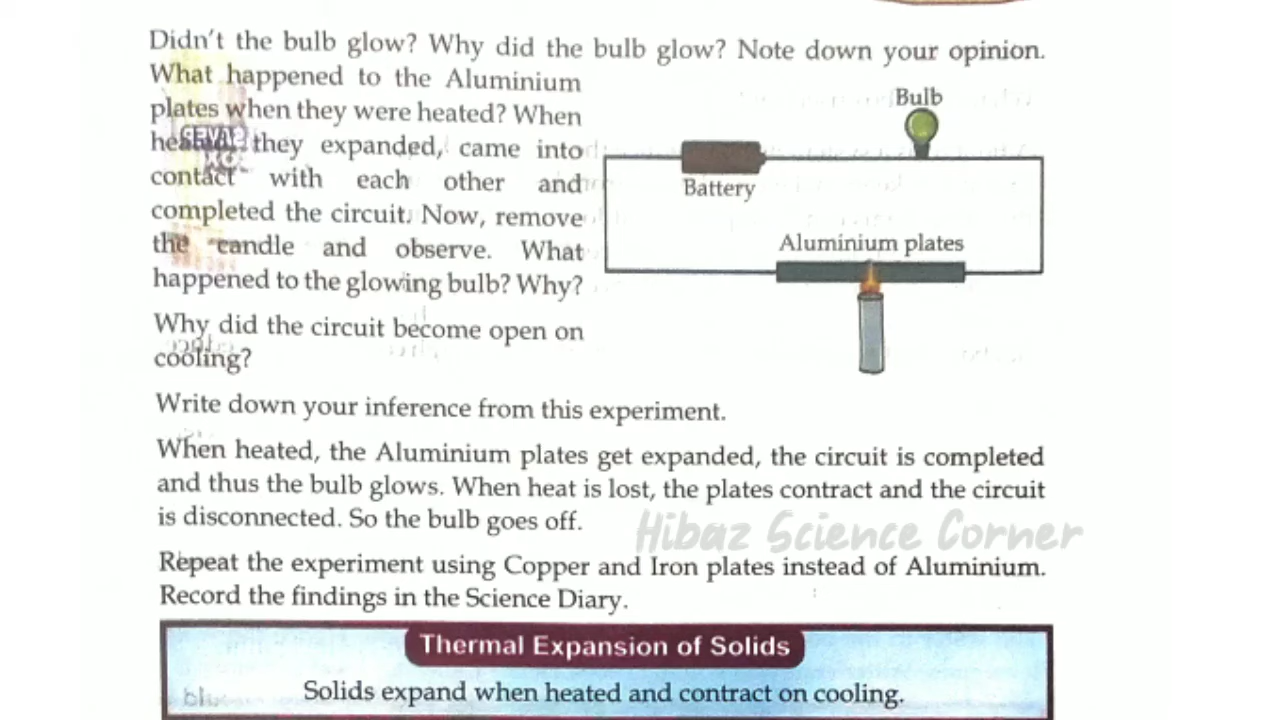 Didn't the bulb glow? Why did the bulb glow? Note down your opinion.
What happened to the Aluminium
plates when they were heated? When
heated, they expanded, came into
contact with each other and
completed the circuit. Now, remove
the candle and observe. What
happened to the glowing bulb? Why?
Bulb
Battery
Aluminium plates
Why did the circuit become open on
cooling?
Write down your inference from this experiment.
When heated, the Aluminium plates get expanded, the circuit is completed
and thus the bulb glows. When heat is lost, the plates contract and the circuit
is disconnected. So the bulb goes off.
Hibaz Science Corner
Repeat the experiment using Copper and Iron plates instead of Aluminium.
Record the findings in the Science Diary.
Thermal Expansion of Solids
Solids expand when heated and contract on cooling.